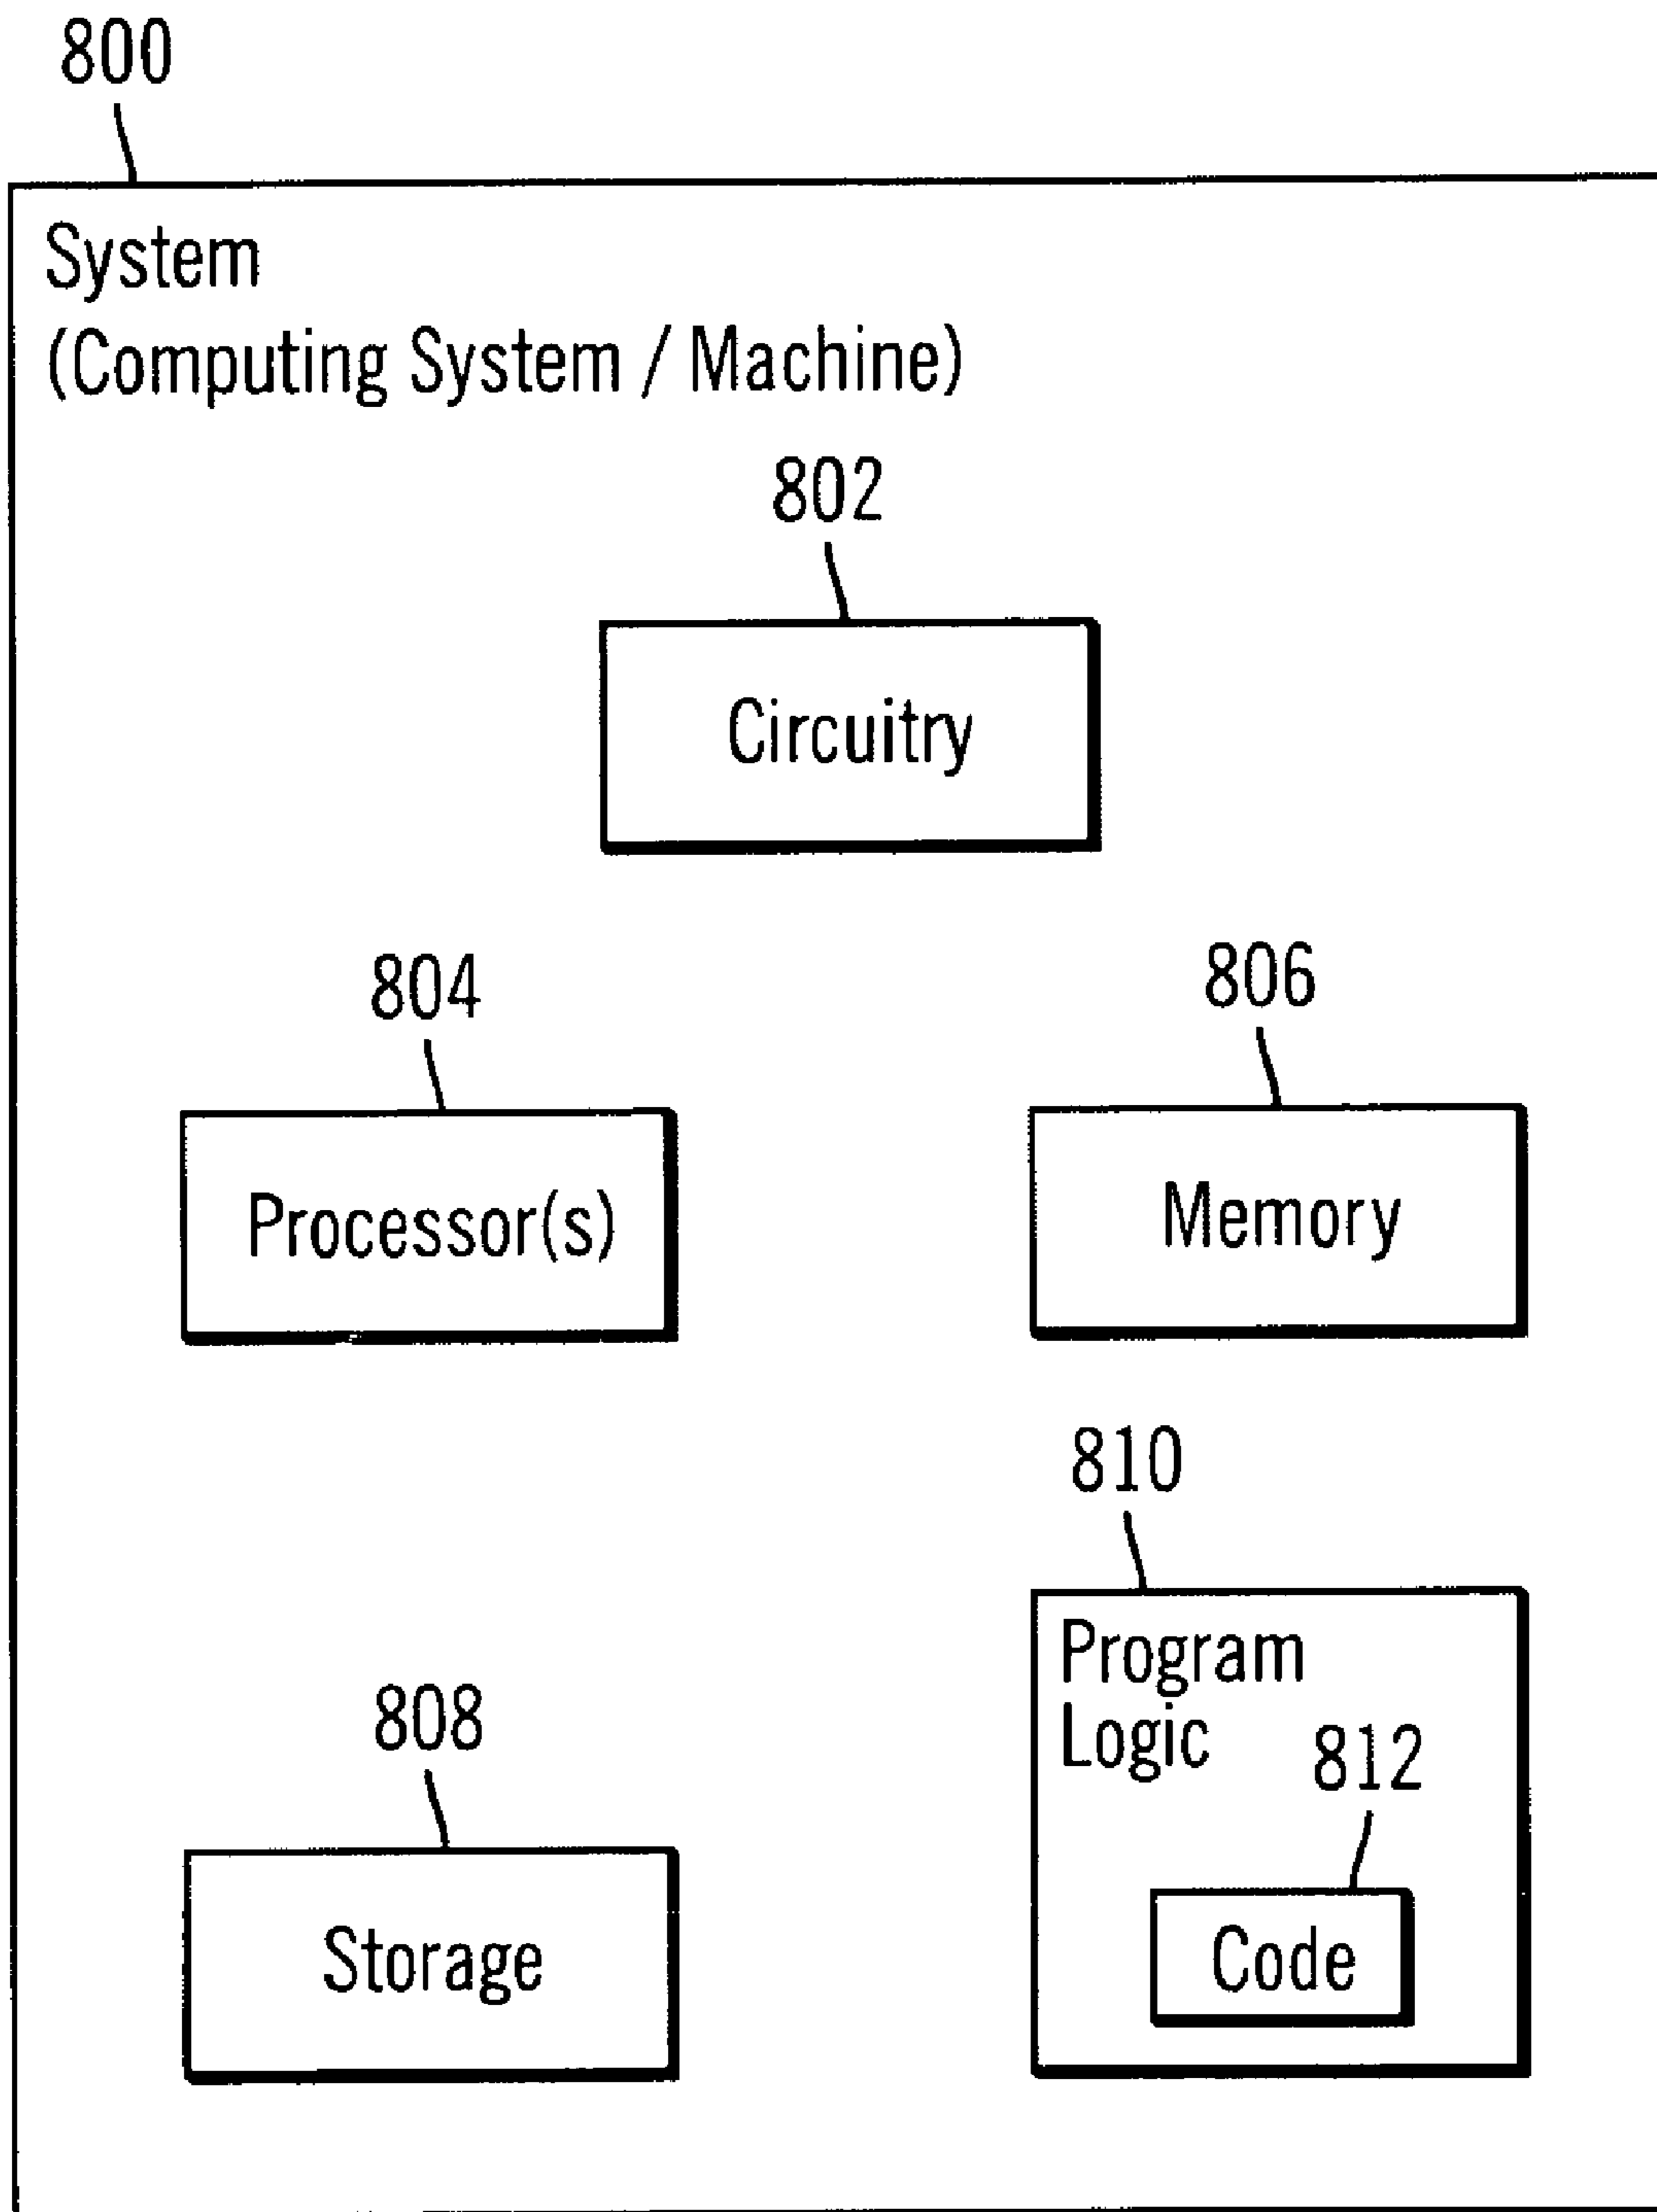 800
System
(Computing System / Machine)
802
Circuitry
804
806
Processor(s)
Memory
810
Program
Logic
808
812
Storage
Code